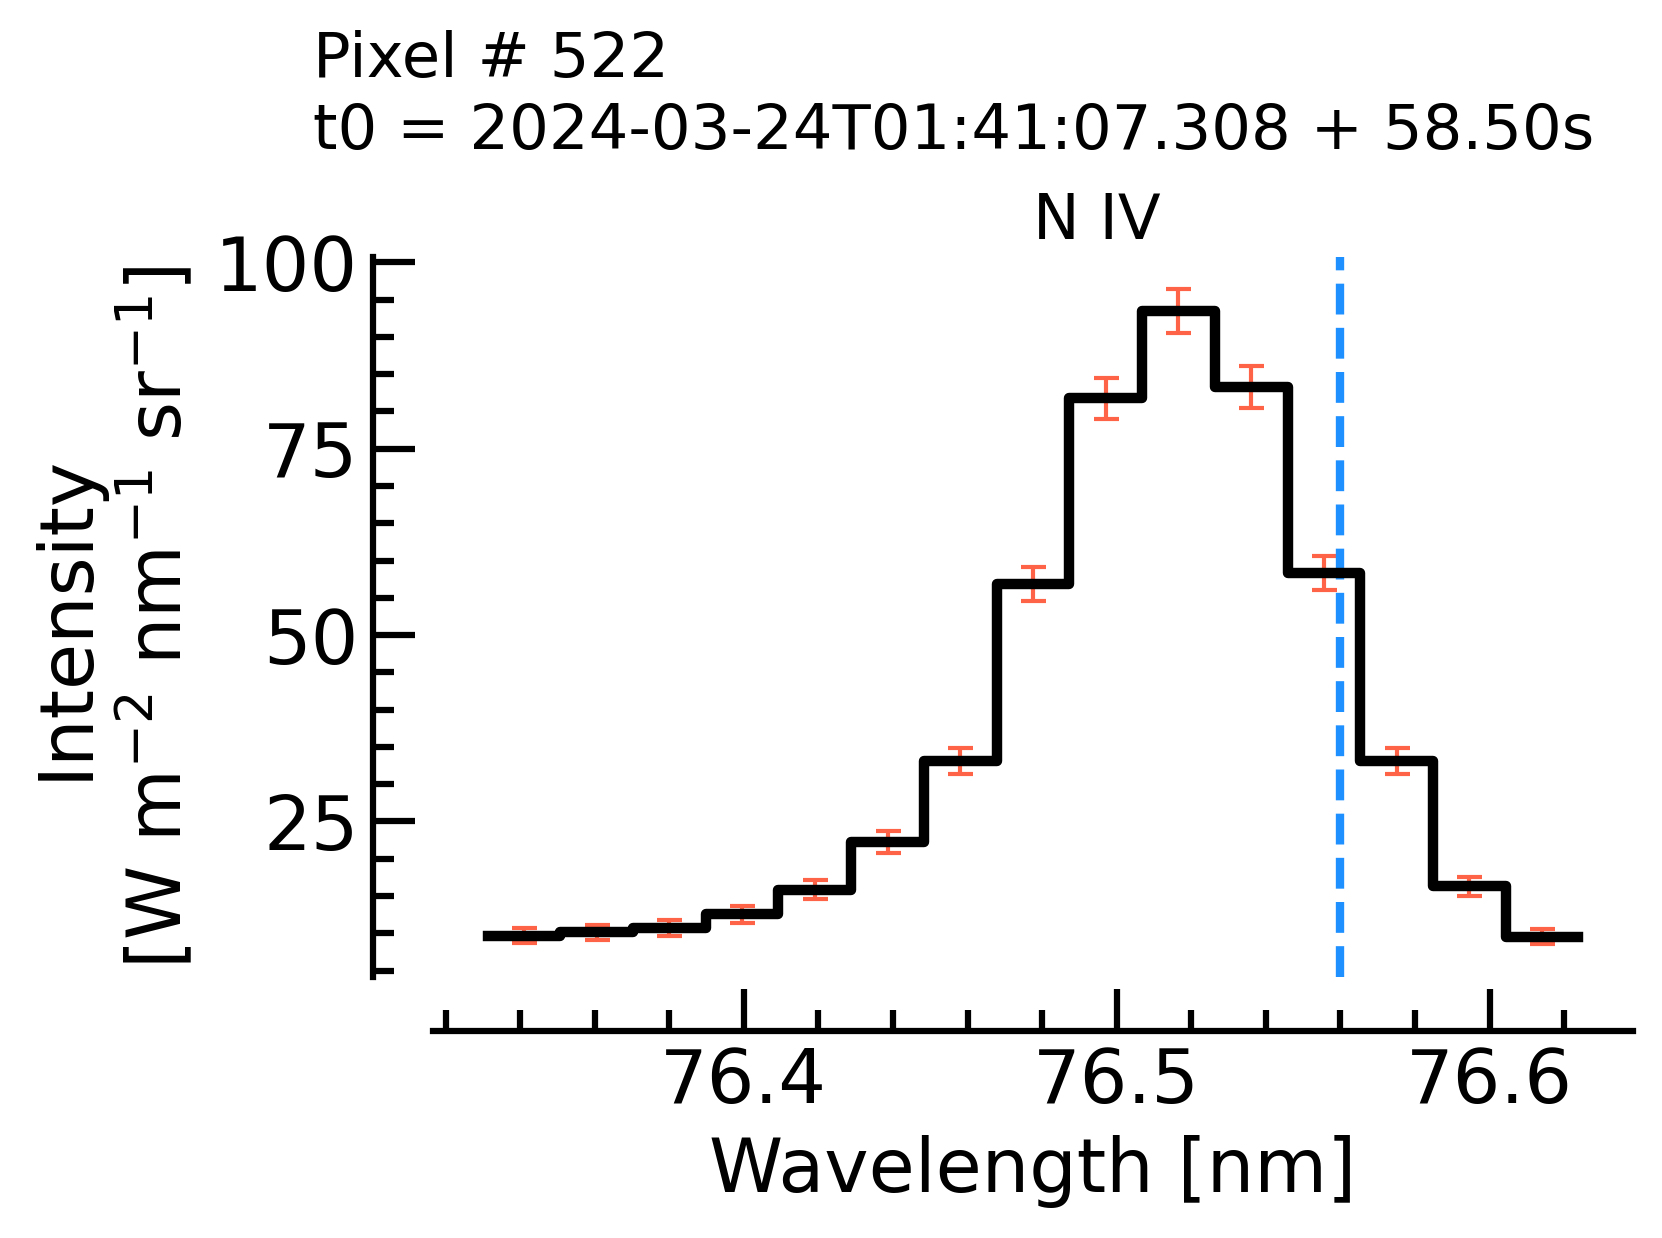 Pixel # 522
t0 = 2024-03-24T01:41:07.308 + 58.50s
N IV
Intensity
[W m⁻² nm⁻¹ sr⁻¹]
100
75
50
25
76.4 76.5 76.6
Wavelength [nm]